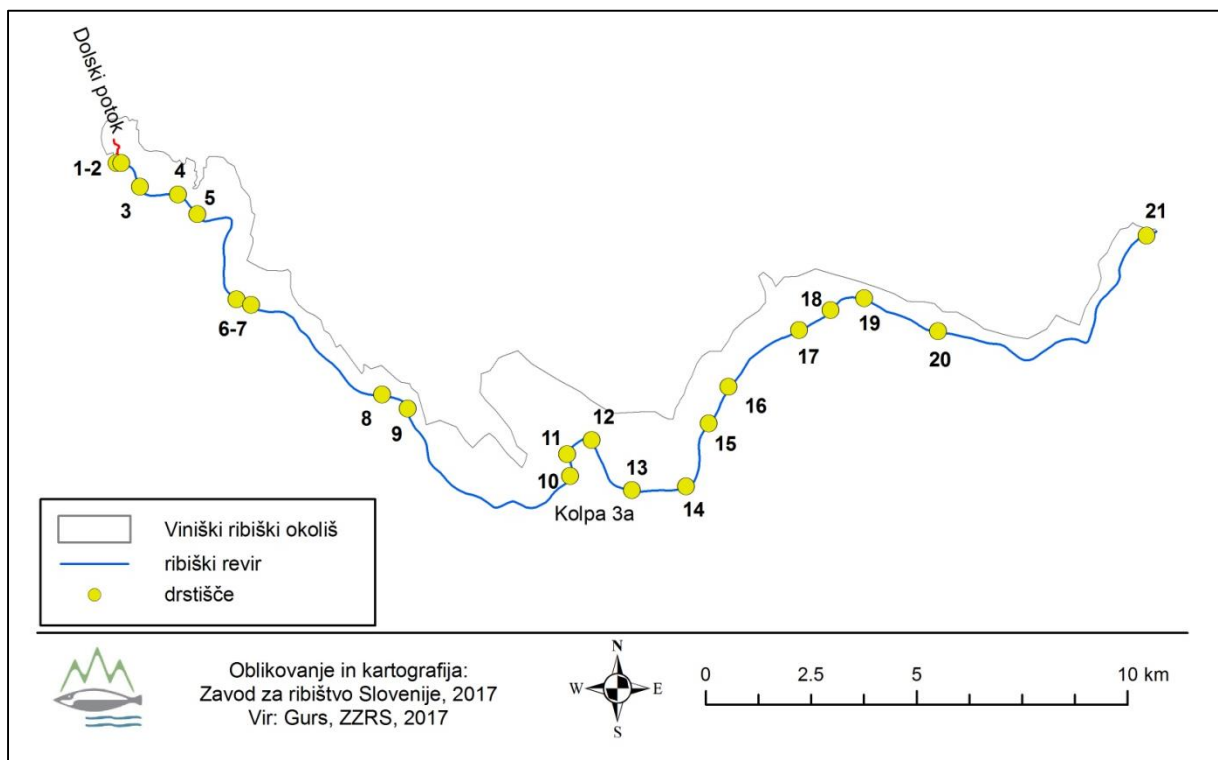 Dolski potok
1-2
3
4
5
6-7
8
9
10
11
12
13
Kolpa 3a
14
15
16
17
18
19
20
21
Viniški ribiški okoliš
ribiški revir
drstišče
Oblikovanje in kartografija:
Zavod za ribištvo Slovenije, 2017
Vir: Gurs, ZZRS, 2017
N
W E
S
0 2.5 5 10 km